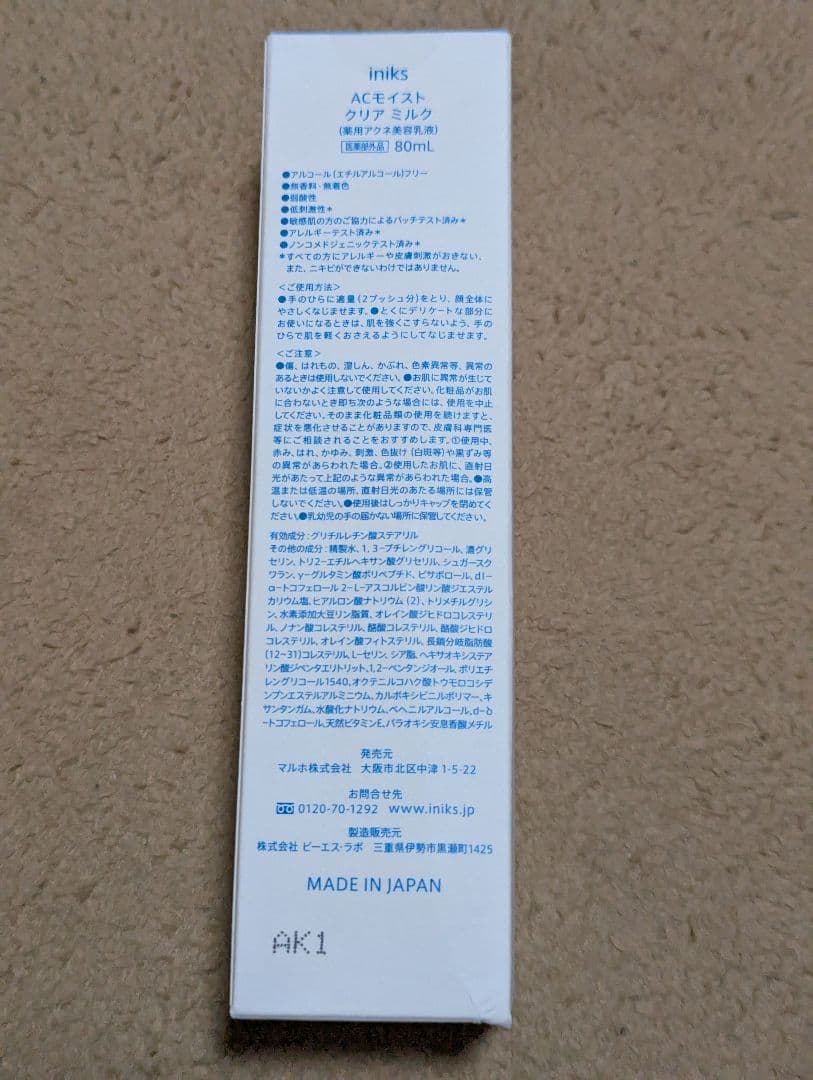 iniks
ACモイスト
クリア ミルク
(薬用アクネ美容乳液)
医薬部外品 80mL
●アルコール(エチルアルコール)フリー
●無香料・無着色
●弱酸性
●低刺激性*
●敏感肌の方のご協力によるパッチテスト済み*
●アレルギーテスト済み*
●ノンコメドジェニックテスト済み*
*すべての方にアレルギーや皮膚刺激がおきない、
また、ニキビができないわけではありません。
<ご使用方法>
●手のひらに適量(2プッシュ分)をとり、顔全体に
やさしくなじませます。●とくにデリケートな部分に
お使いになるときは、肌を強くこすらないよう、手の
ひらで肌を軽くおさえるようにしてなじませます。
<ご注意>
●傷、はれもの、湿しん、かぶれ、色素異常等、異常の
あるときは使用しないでください。●お肌に異常が生じて
いないかよく注意して使用してください。化粧品がお肌
に合わないとき即ち次のような場合には、使用を中止
してください。そのまま化粧品類の使用を続けますと、
症状を悪化させることがありますので、皮膚科専門医
等にご相談されることをおすすめします。①使用中、
赤み、はれ、かゆみ、刺激、色抜け(白斑等)や黒ずみ等
の異常があらわれた場合。②使用したお肌に、直射日
光があたって上記のような異常があらわれた場合。●高
温または低温の場所、直射日光のあたる場所には保管
しないでください。●使用後はしっかりキャップを閉めてく
ださい。●乳幼児の手の届かない場所に保管してください。
有効成分:グリチルレチン酸ステアリル
その他の成分:精製水、1,3-ブチレングリコール、濃グリ
セリン、トリ2-エチルヘキサン酸グリセリル、シュガースク
ワラン、γ-グルタミン酸ポリペプチド、ビサボロール、dl-
α-トコフェロール2-L-アスコルビン酸リン酸ジエステル
カリウム塩、ヒアルロン酸ナトリウム(2)、トリメチルグリシ
ン、水素添加大豆リン脂質、オレイン酸ジヒドロコレステリ
ル、ノナン酸コレステリル、酪酸コレステリル、酪酸ジヒドロ
コレステリル、オレイン酸フィトステリル、長鎖分岐脂肪酸
(12~31)コレステリル、L-セリン、シア脂、ヘキサオキシステア
リン酸ジペンタエリトリット、1,2-ペンタンジオール、ポリエチ
レングリコール1540、オクテニルコハク酸トウモロコシデ
ンプンエステルアルミニウム、カルボキシビニルポリマー、キ
サンタンガム、水酸化ナトリウム、ベヘニルアルコール、d-δ
-トコフェロール、天然ビタミンE、パラオキシ安息香酸メチル
発売元
マルホ株式会社 大阪市北区中津1-5-22
お問合せ先
0120-70-1292 www.iniks.jp
製造販売元
株式会社 ピーエス・ラボ 三重県伊勢市黒瀬町1425
MADE IN JAPAN
AK1